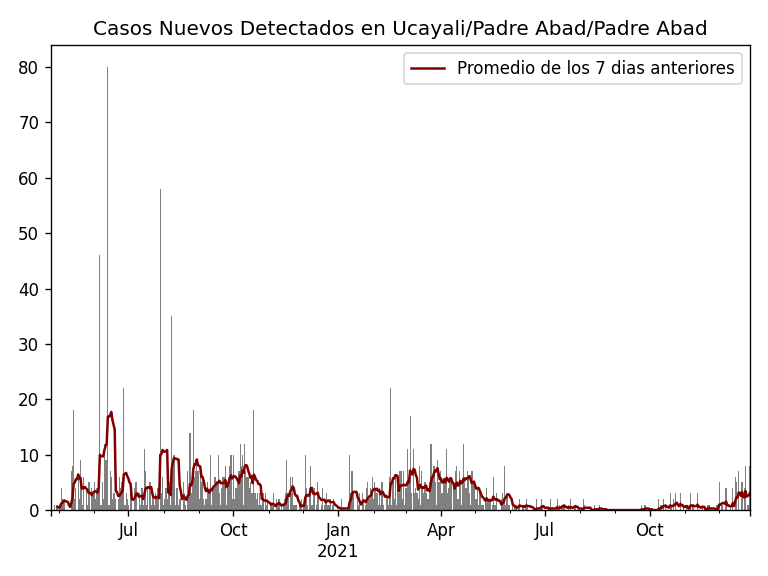 Casos Nuevos Detectados en Ucayali/Padre Abad/Padre Abad
Promedio de los 7 dias anteriores
80
70
60
50
40
30
20
10
0
Jul
Oct
Jan
Apr
Jul
Oct
2021